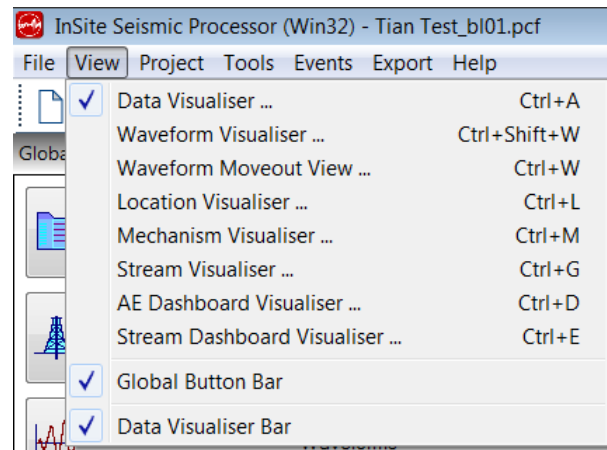 InSite Seismic Processor (Win32) - Tian Test_bl01.pcf
File View Project Tools Events Export Help
Data Visualiser ... Ctrl+A
Waveform Visualiser ... Ctrl+Shift+W
Globa
Waveform Moveout View ... Ctrl+W
Location Visualiser ... Ctrl+L
Mechanism Visualiser ... Ctrl+M
Stream Visualiser ... Ctrl+G
AE Dashboard Visualiser ... Ctrl+D
Stream Dashboard Visualiser ... Ctrl+E
Global Button Bar
Data Visualiser Bar